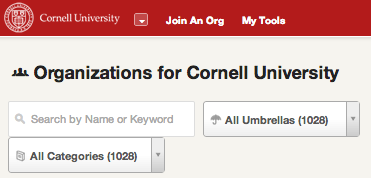 Cornell University Join An Org My Tools
Organizations for Cornell University
Search by Name or Keyword All Umbrellas (1028)
All Categories (1028)